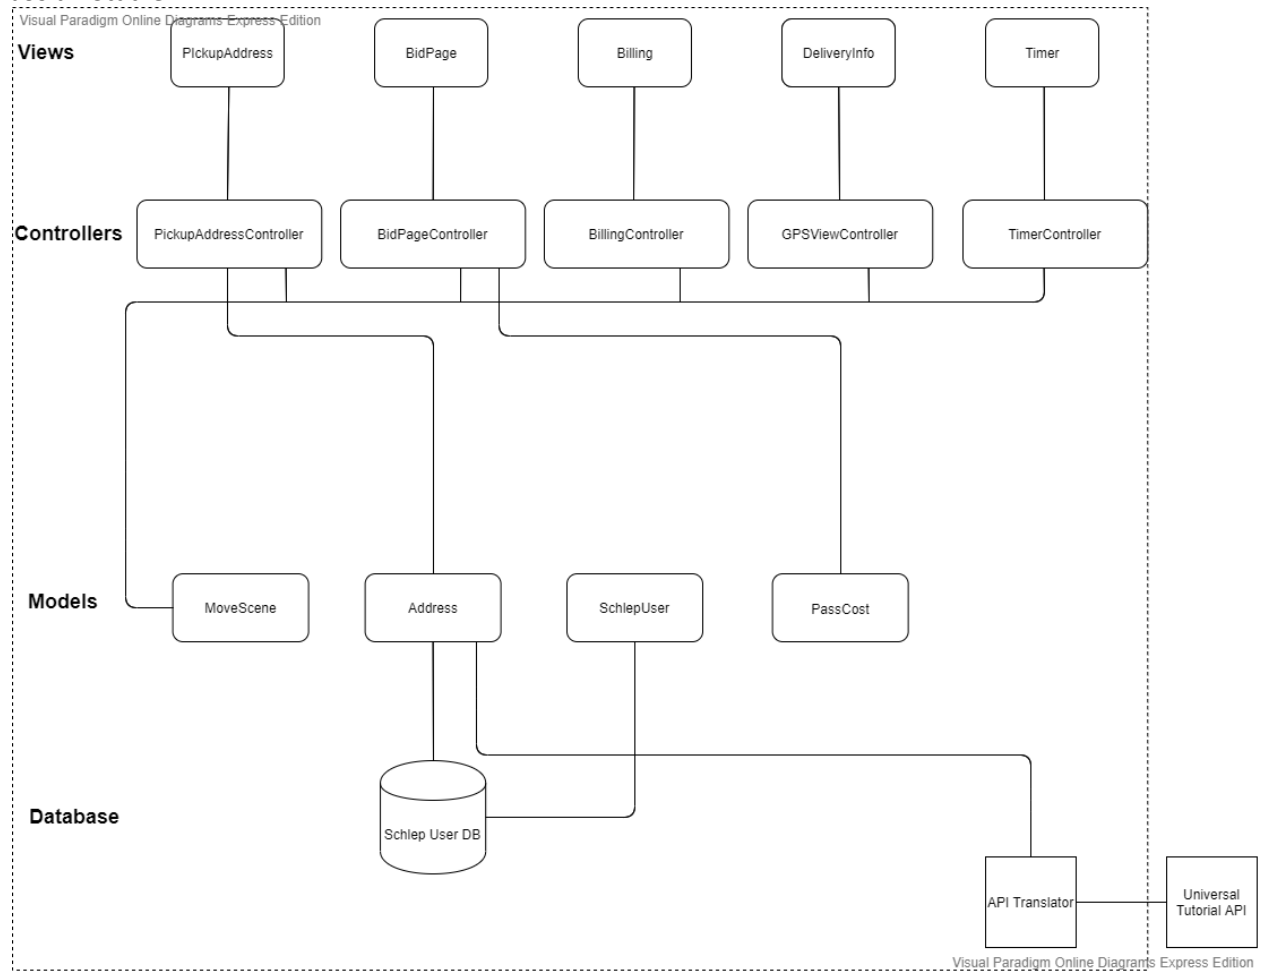 Visual Paradigm Online Diagrams Express Edition
Views
PIckupAddress
BidPage
Billing
DeliveryInfo
Timer
Controllers
PickupAddressController
BidPageController
BillingController
GPSViewController
TimerController
Models
MoveScene
Address
SchlepUser
PassCost
Database
Schlep User DB
API Translator
Universal
Tutorial API
Visual Paradigm Online Diagrams Express Edition